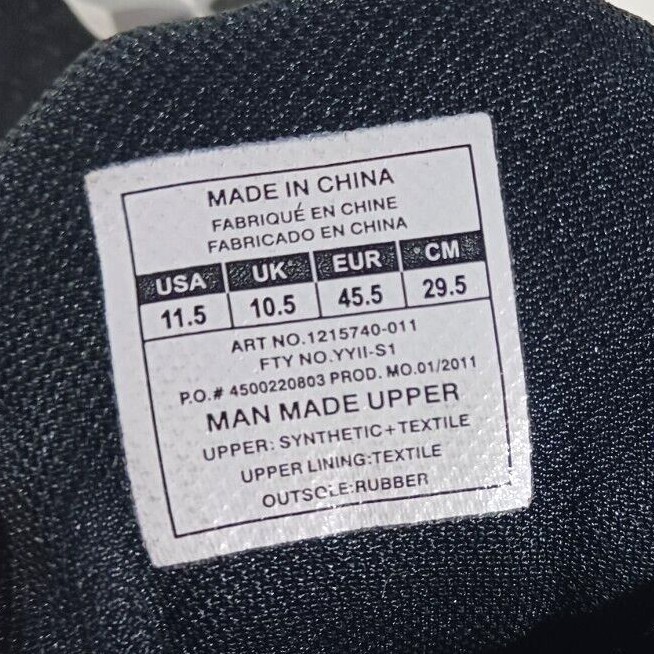 MADE IN CHINA
FABRIQUÉ EN CHINE
FABRICADO EN CHINA
USA UK EUR CM
11.5 10.5 45.5 29.5
ART NO.1215740-011
FTY NO.YYII-S1
P.O.# 4500220803 PROD. MO.01/2011
MAN MADE UPPER
UPPER: SYNTHETIC+TEXTILE
UPPER LINING:TEXTILE
OUTSOLE:RUBBER